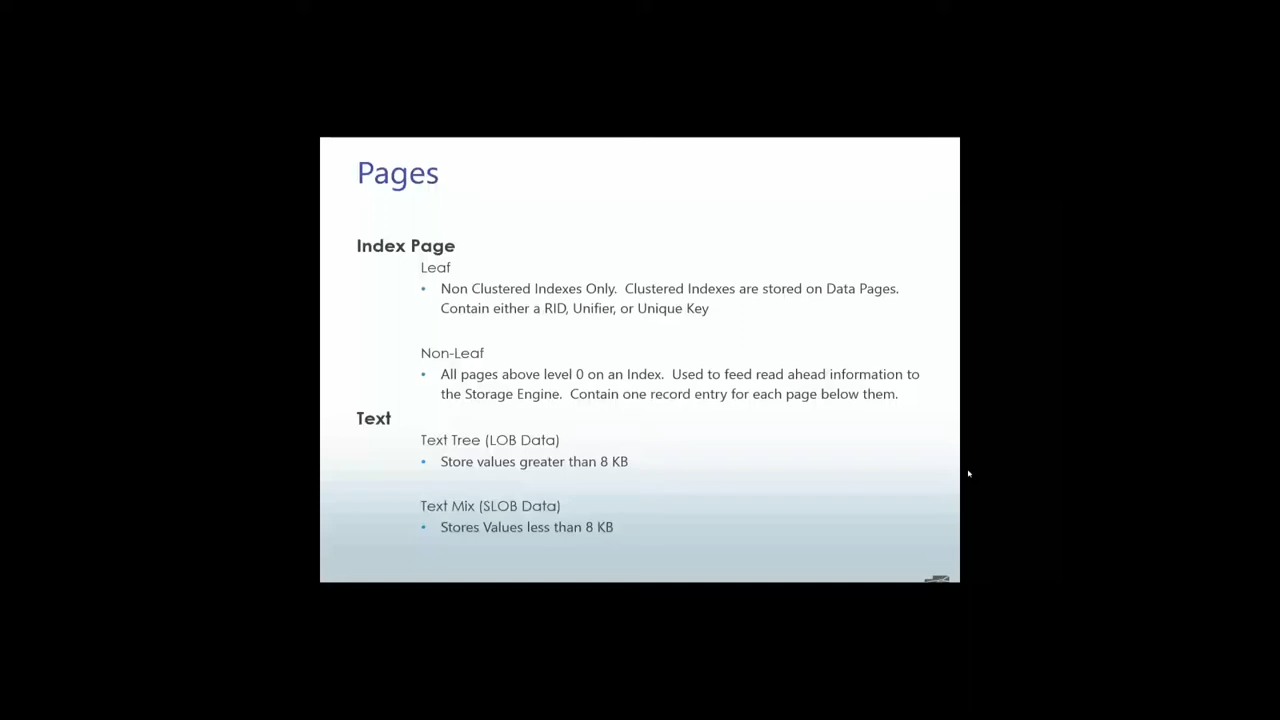 Pages
Index Page
Leaf
• Non Clustered Indexes Only. Clustered Indexes are stored on Data Pages.
Contain either a RID, Unifier, or Unique Key
Non-Leaf
• All pages above level 0 on an Index. Used to feed read ahead information to
the Storage Engine. Contain one record entry for each page below them.
Text
Text Tree (LOB Data)
• Store values greater than 8 KB
Text Mix (SLOB Data)
• Stores Values less than 8 KB